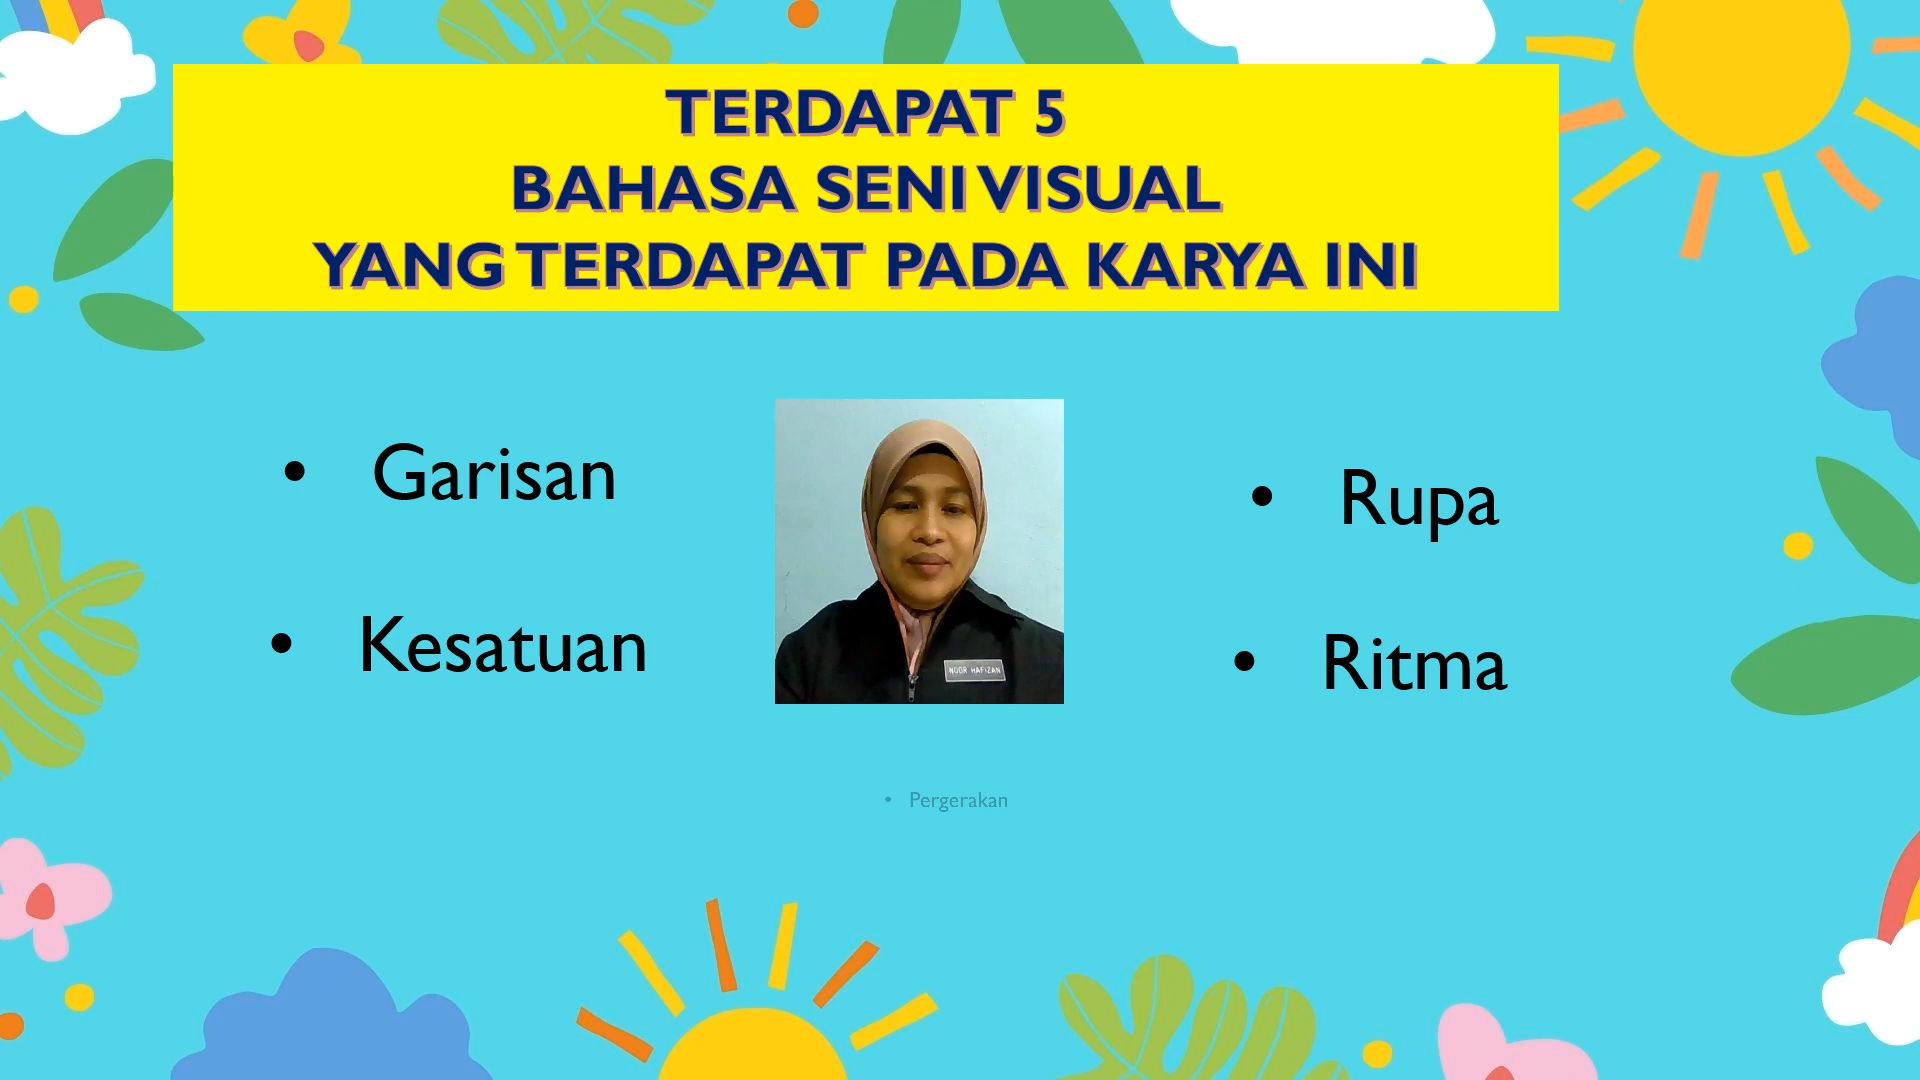 TERDAPAT 5
BAHASA SENI VISUAL
YANG TERDAPAT PADA KARYA INI
• Garisan
• Rupa
• Kesatuan
• Ritma
NOOR HAFIZAN
• Pergerakan